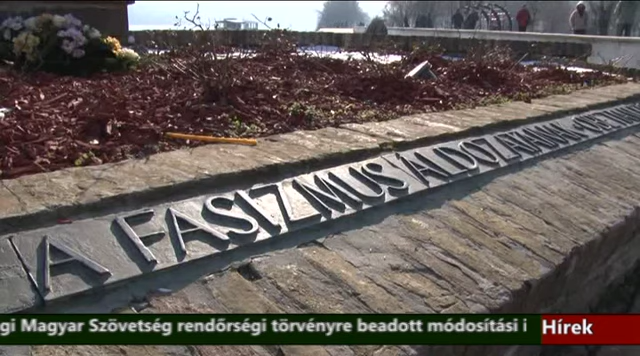 A FASIZMUS ÁLDOZATAINAK
gi Magyar Szövetség rendőrségi törvényre beadott módosítási i
Hírek